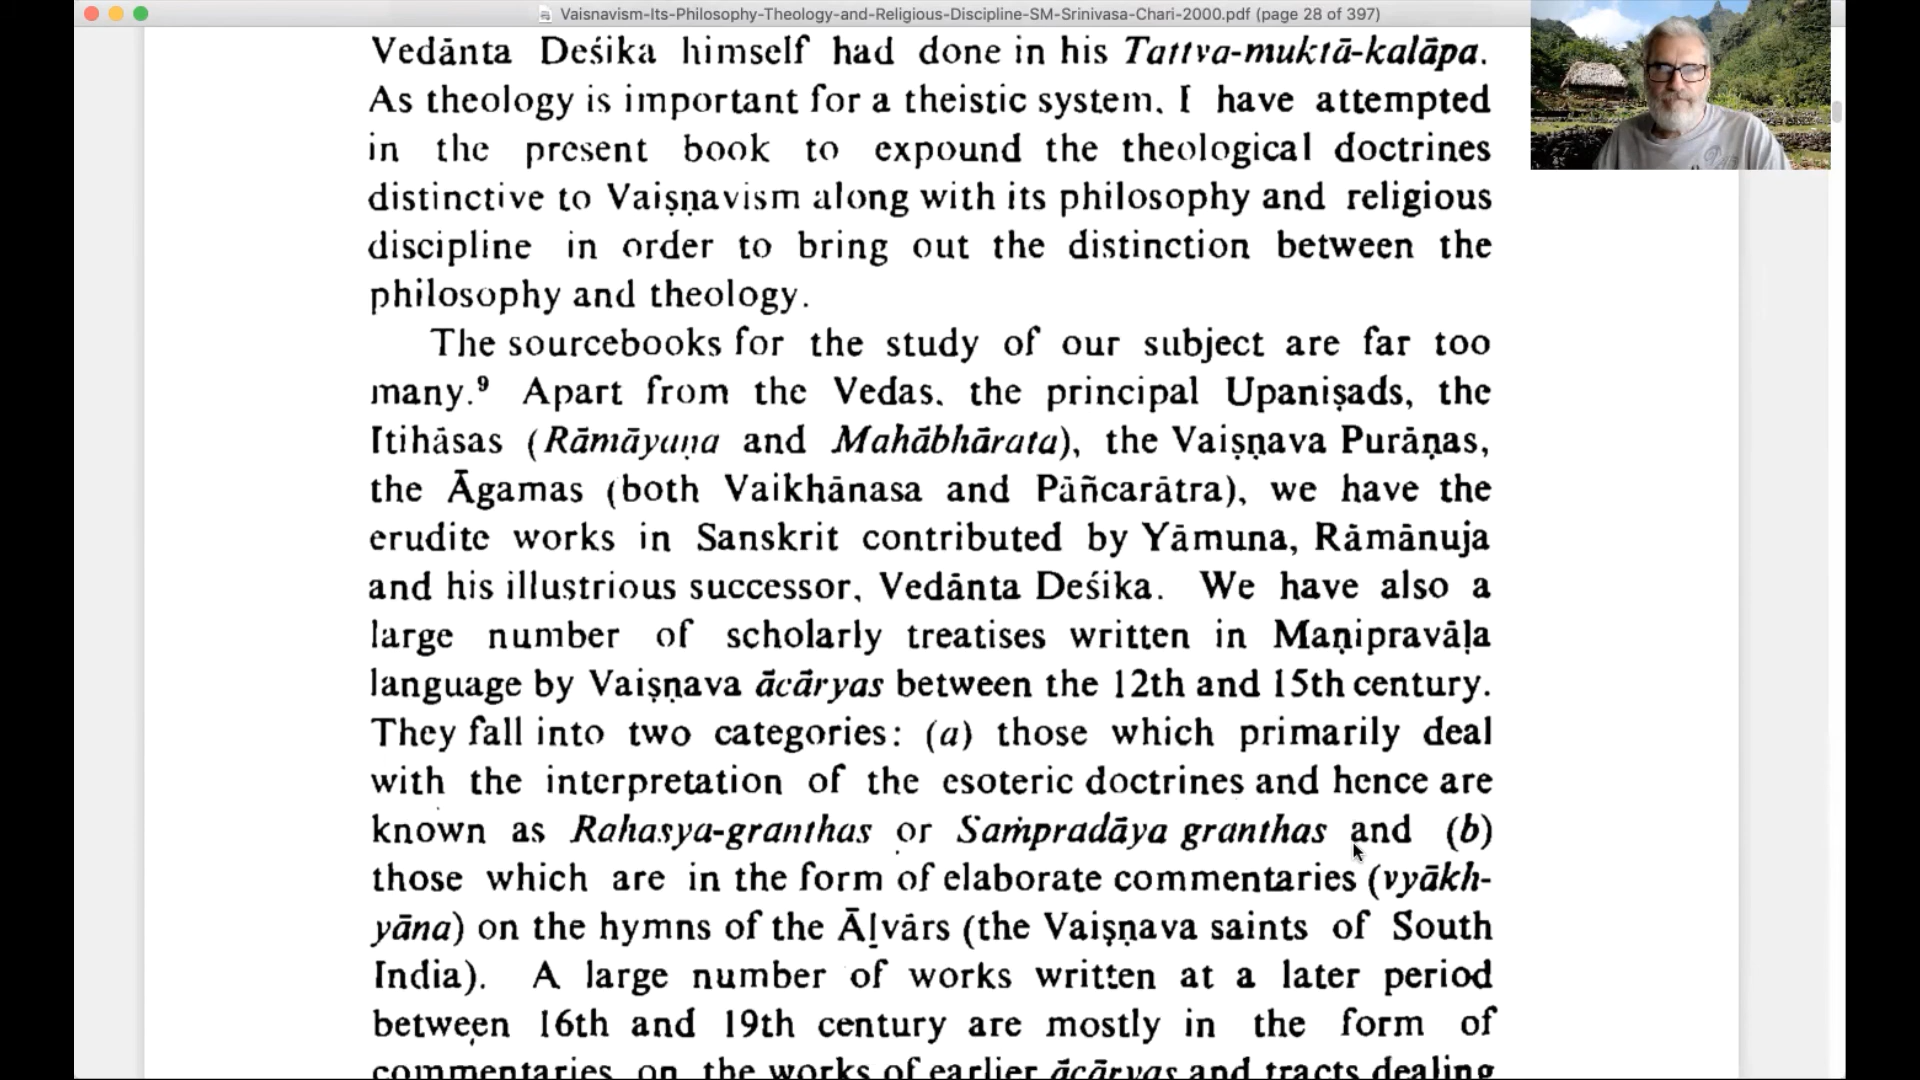 Vaisnavism-Its-Philosophy-Theology-and-Religious-Discipline-SM-Srinivasa-Chari-2000.pdf (page 28 of 397)
Vedānta Deśika himself had done in his Tattva-muktā-kalāpa.
As theology is important for a theistic system, I have attempted
in the present book to expound the theological doctrines
distinctive to Vaiṣṇavism along with its philosophy and religious
discipline in order to bring out the distinction between the
philosophy and theology.
The sourcebooks for the study of our subject are far too
many.⁹ Apart from the Vedas, the principal Upaniṣads, the
Itihāsas (Rāmāyaṇa and Mahābhārata), the Vaiṣṇava Purāṇas,
the Āgamas (both Vaikhānasa and Pāñcarātra), we have the
erudite works in Sanskrit contributed by Yāmuna, Rāmānuja
and his illustrious successor, Vedānta Deśika. We have also a
large number of scholarly treatises written in Maṇipravāḷa
language by Vaiṣṇava ācāryas between the 12th and 15th century.
They fall into two categories: (a) those which primarily deal
with the interpretation of the esoteric doctrines and hence are
known as Rahasya-granthas or Saṁpradāya granthas and (b)
those which are in the form of elaborate commentaries (vyākh-
yāna) on the hymns of the Āḻvārs (the Vaiṣṇava saints of South
India). A large number of works written at a later period
between 16th and 19th century are mostly in the form of
commentaries on the works of earlier ācāryas and tracts dealing